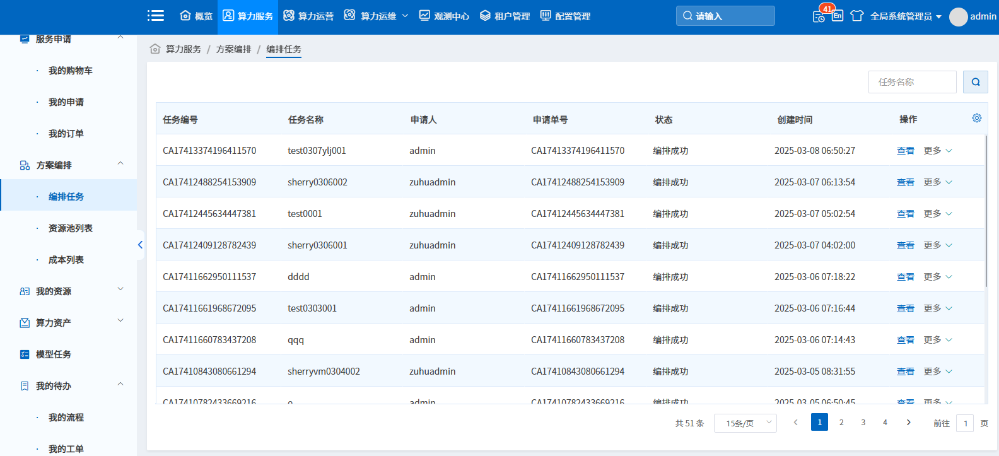 概览 算力服务 算力运营 算力运维 观测中心 租户管理 配置管理 请输入 41 En 全局系统管理员 admin
服务申请
我的购物车
我的申请
我的订单
方案编排
编排任务
资源池列表
成本列表
我的资源
算力资产
模型任务
我的待办
我的流程
我的工单
算力服务 / 方案编排 / 编排任务
任务名称
任务编号 任务名称 申请人 申请单号 状态 创建时间 操作
CA17413374196411570 test0307ylj001 admin CA17413374196411570 编排成功 2025-03-08 06:50:27 查看 更多
CA17412488254153909 sherry0306002 zuhuadmin CA17412488254153909 编排成功 2025-03-07 06:13:54 查看 更多
CA17412445634447381 test0001 zuhuadmin CA17412445634447381 编排成功 2025-03-07 05:02:54 查看 更多
CA17412409128782439 sherry0306001 zuhuadmin CA17412409128782439 编排成功 2025-03-07 04:02:00 查看 更多
CA17411662950111537 dddd admin CA17411662950111537 编排成功 2025-03-06 07:18:22 查看 更多
CA17411661968672095 test0303001 admin CA17411661968672095 编排成功 2025-03-06 07:16:44 查看 更多
CA17411660783437208 qqq admin CA17411660783437208 编排成功 2025-03-06 07:14:43 查看 更多
CA17410843080661294 sherryvm0304002 zuhuadmin CA17410843080661294 编排成功 2025-03-05 08:31:55 查看 更多
CA17410782433669216 admin CA17410782433669216 编排成功 2025-03-05 06:50:45 查看 更多
共 51 条 15条/页 1 2 3 4 前往 1 页